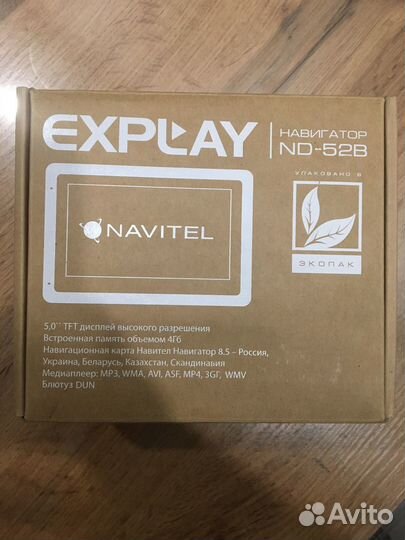 EXPLAY
НАВИГАТОР
ND-52B
УПАКОВАНО В
ЭКОПАК
NAVITEL
5,0`` TFT дисплей высокого разрешения
Встроенная память объемом 4Гб
Навигационная карта Навител Навигатор 8.5 – Россия,
Украина, Беларусь, Казахстан, Скандинавия
Медиаплеер: MP3, WMA, AVI, ASF, MP4, 3ГГ, WMV
Блютуз DUN
Avito